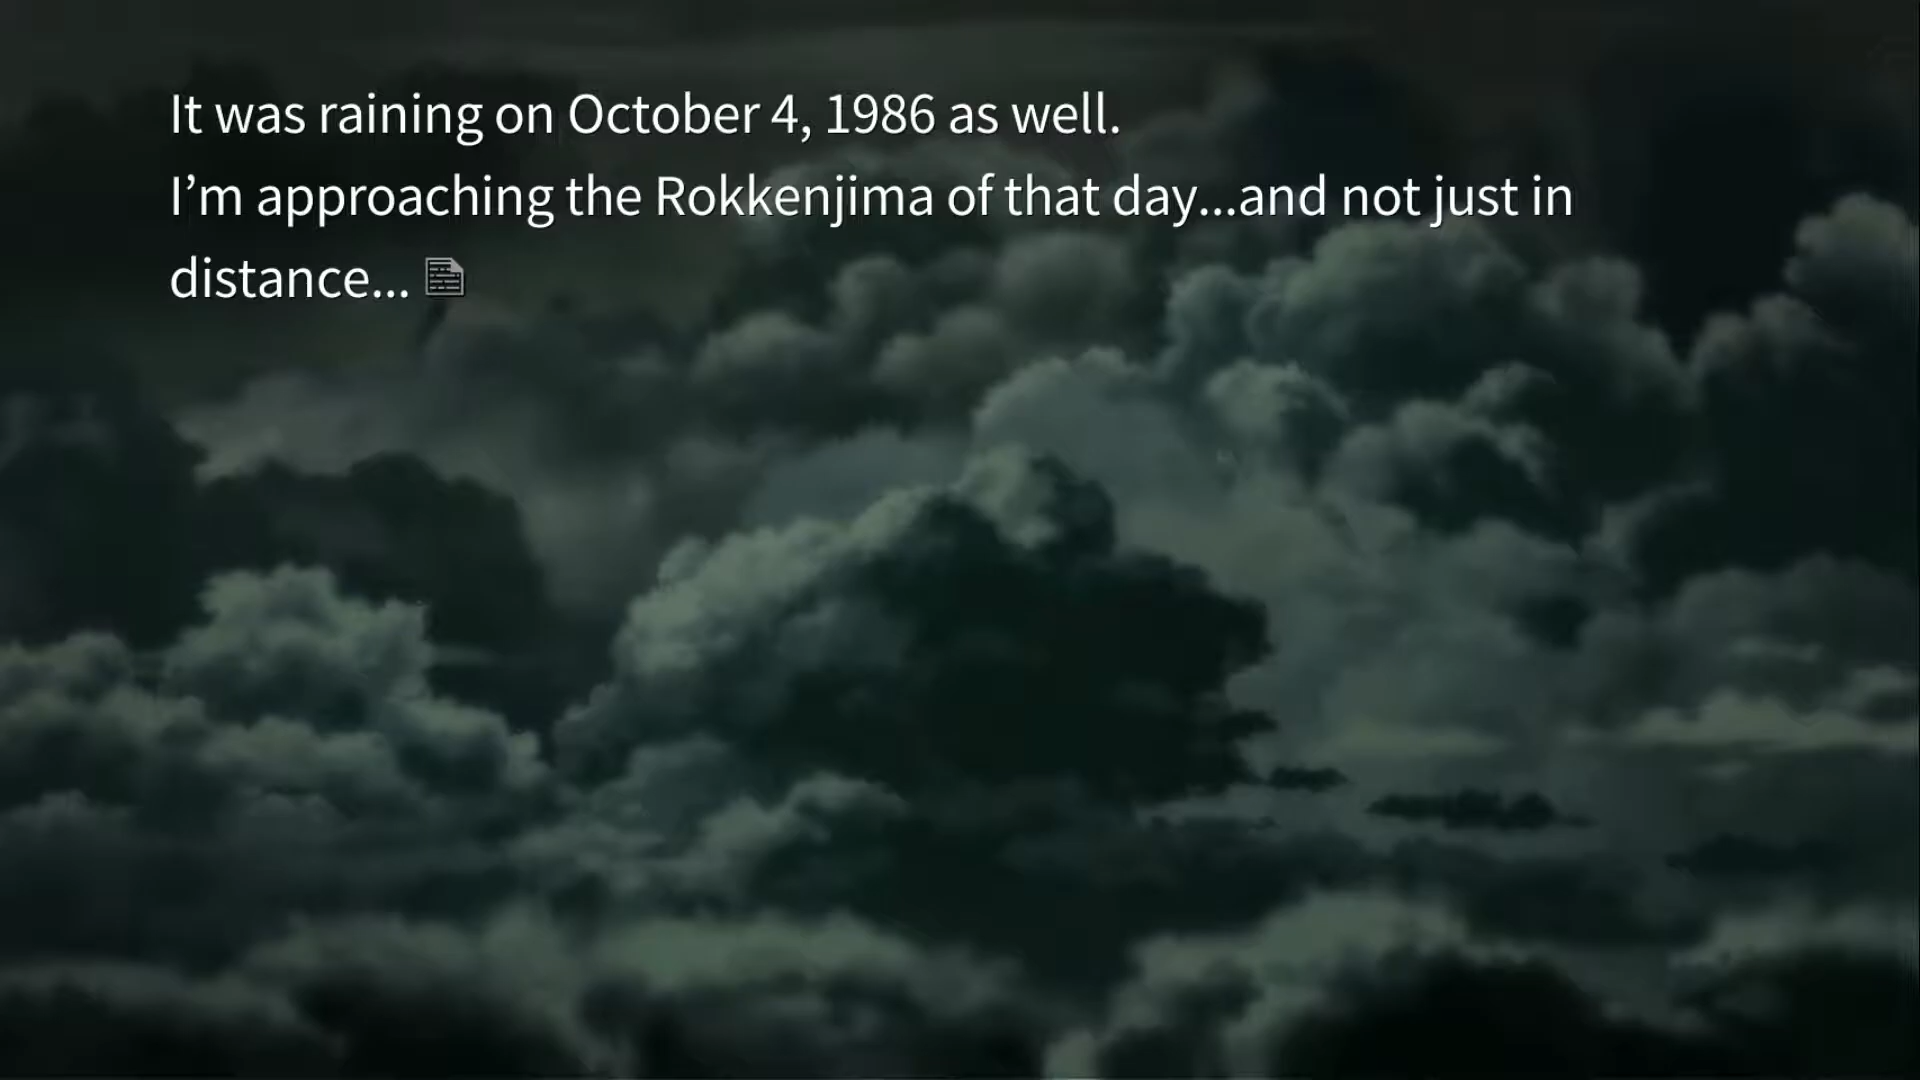 It was raining on October 4, 1986 as well.
I’m approaching the Rokkenjima of that day...and not just in
distance...